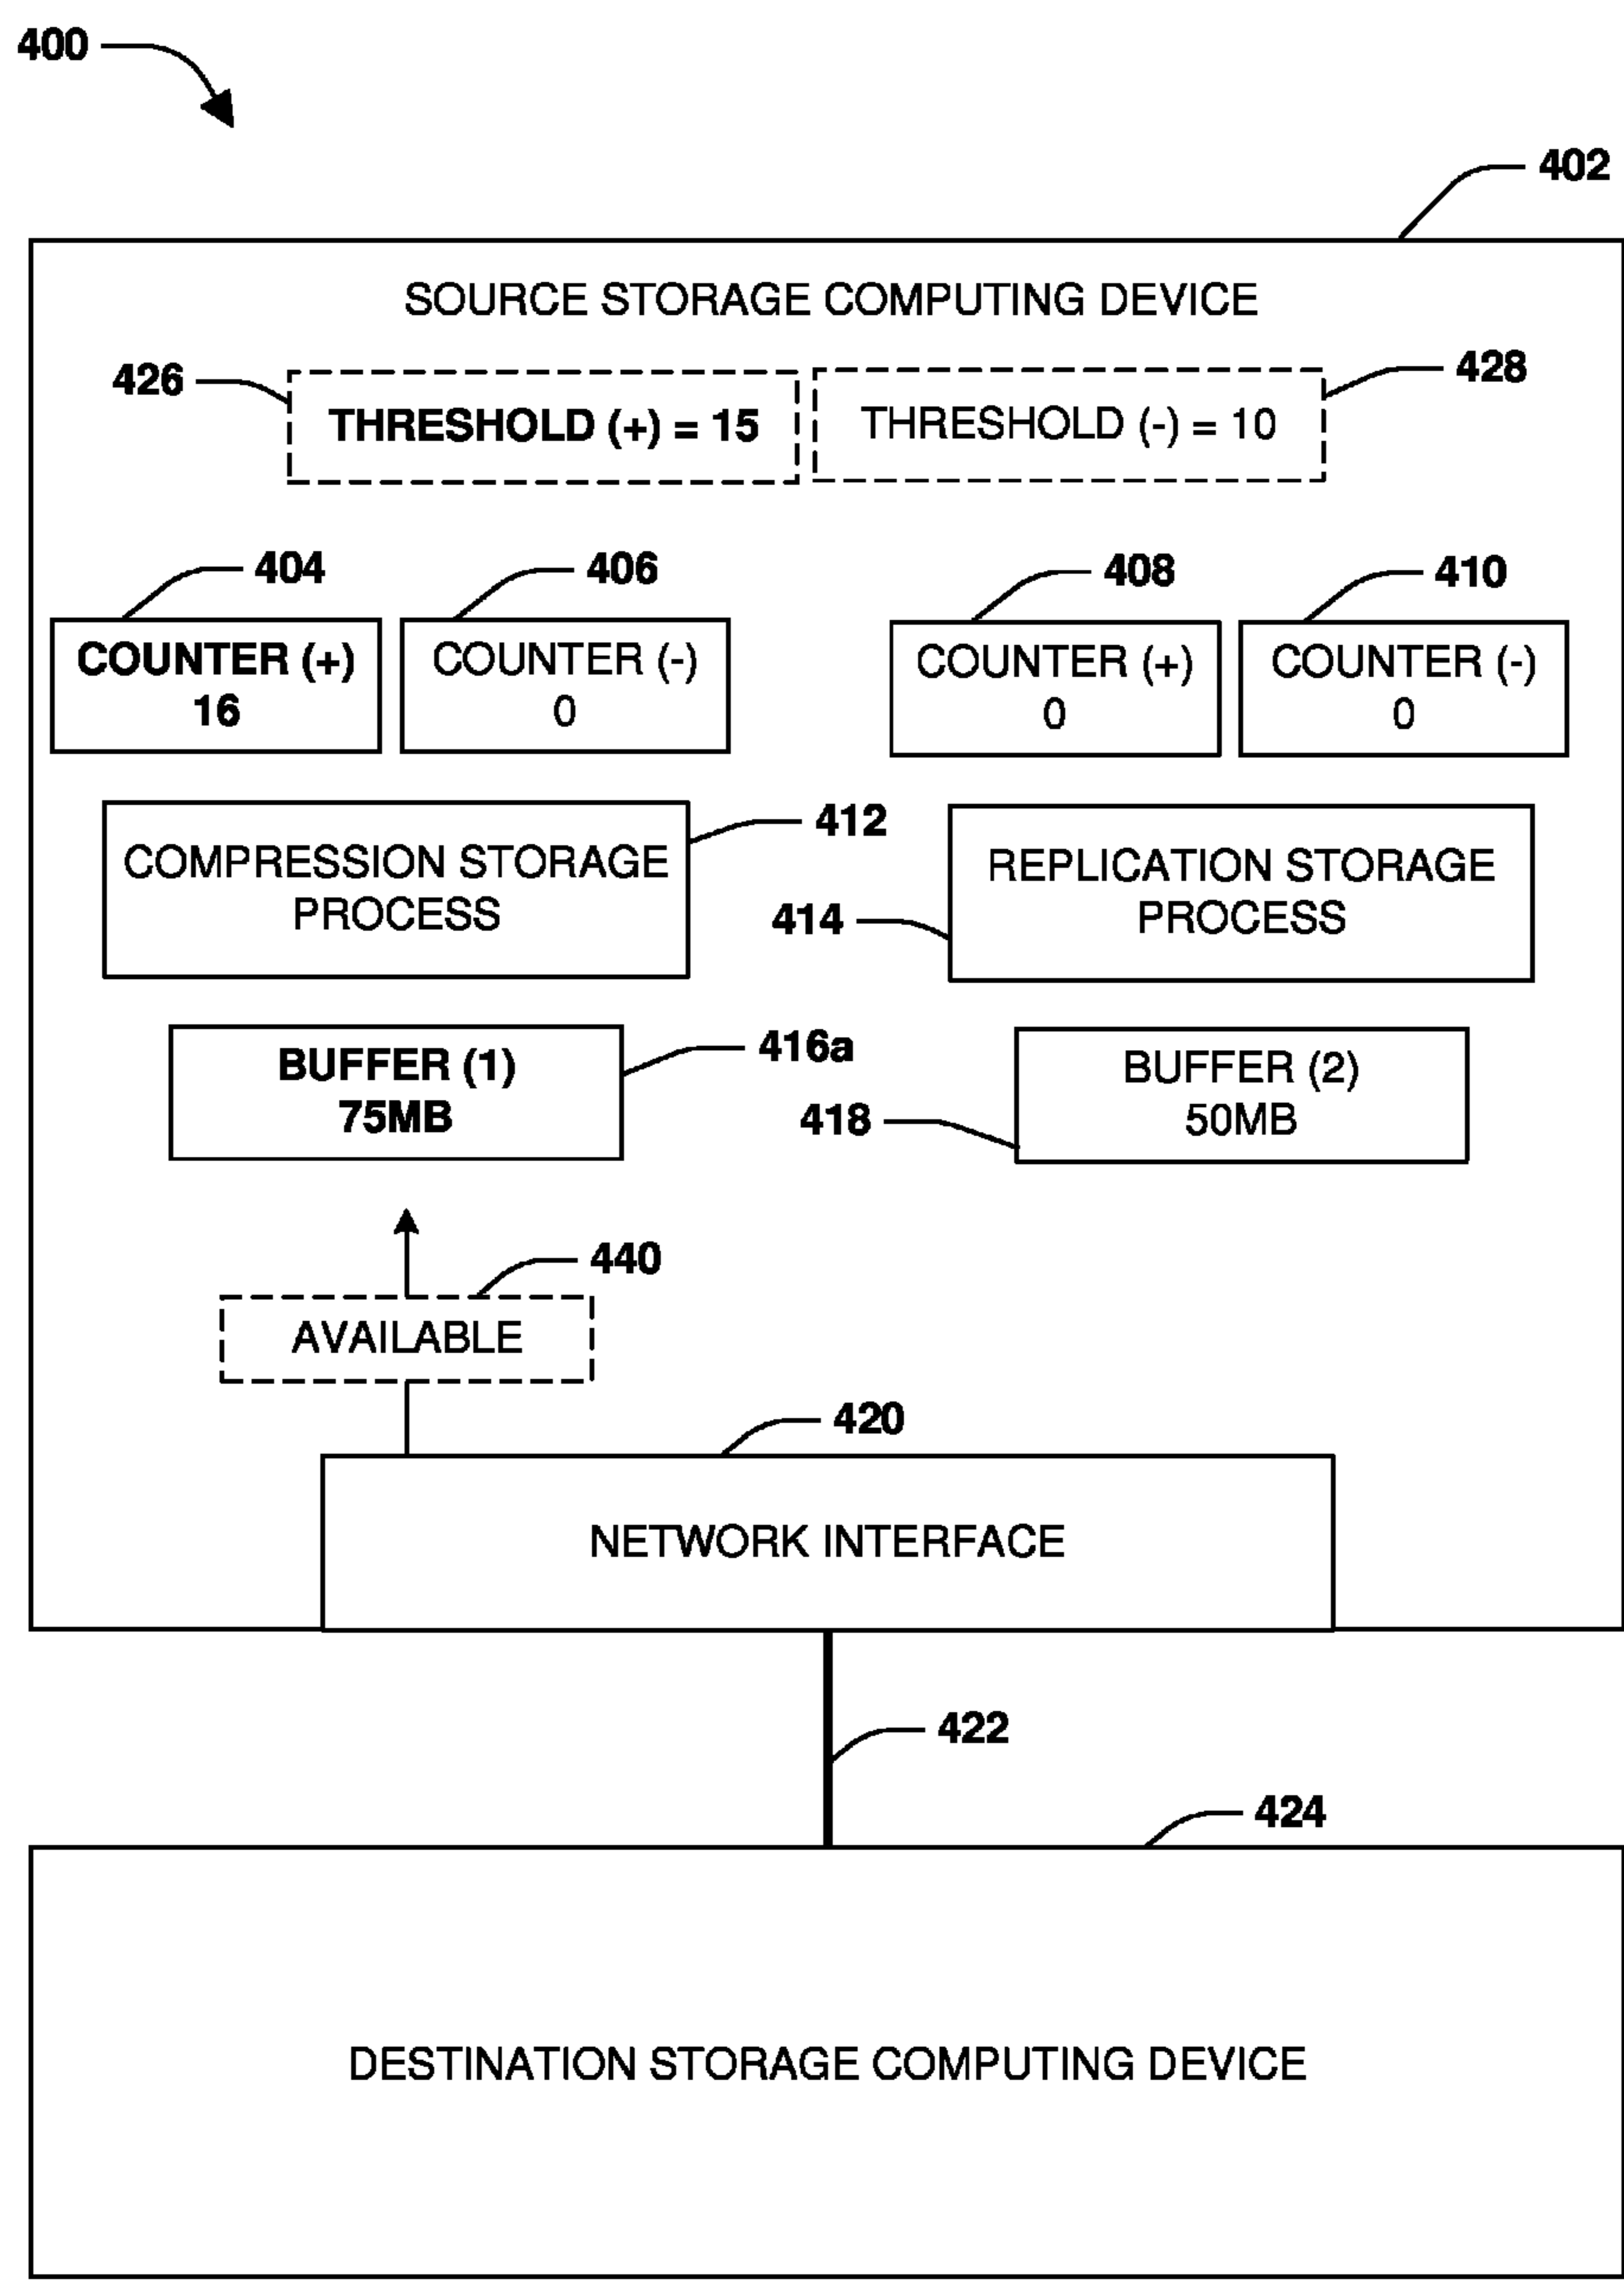 400
402
SOURCE STORAGE COMPUTING DEVICE
426
THRESHOLD (+) = 15
THRESHOLD (-) = 10
428
404
406
408
410
COUNTER (+)
16
COUNTER (-)
0
COUNTER (+)
0
COUNTER (-)
0
COMPRESSION STORAGE
PROCESS
412
414
REPLICATION STORAGE
PROCESS
BUFFER (1)
75MB
416a
418
BUFFER (2)
50MB
440
AVAILABLE
420
NETWORK INTERFACE
422
424
DESTINATION STORAGE COMPUTING DEVICE